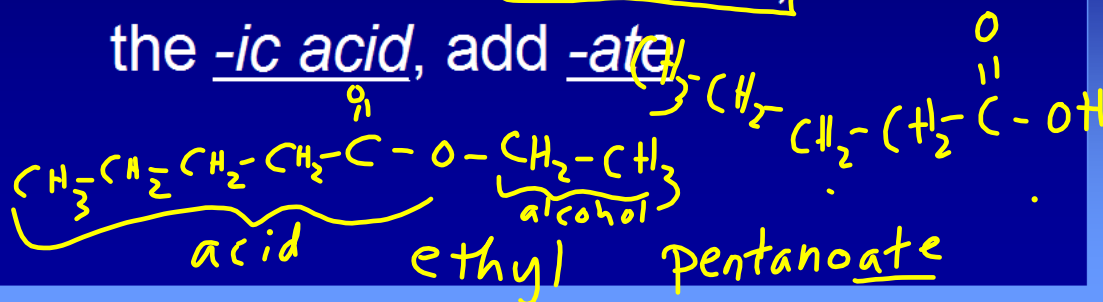 the -ic acid, add -ate
O
||
CH3-CH2-CH2-CH2-C-OH
O
||
CH3-CH2-CH2-CH2-C-O-CH2-CH3
acid
alcohol
ethyl pentanoate